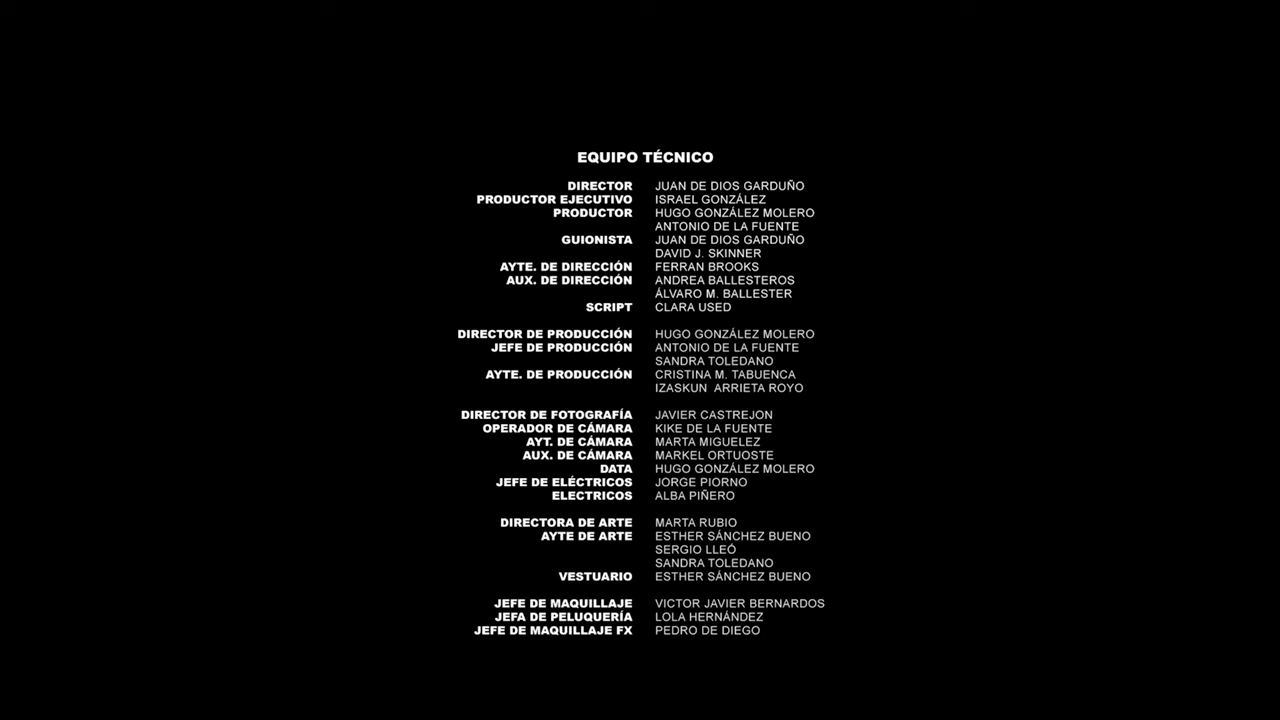 EQUIPO TÉCNICO
DIRECTOR JUAN DE DIOS GARDUÑO
PRODUCTOR EJECUTIVO ISRAEL GONZÁLEZ
PRODUCTOR HUGO GONZÁLEZ MOLERO
ANTONIO DE LA FUENTE
GUIONISTA JUAN DE DIOS GARDUÑO
DAVID J. SKINNER
AYTE. DE DIRECCIÓN FERRAN BROOKS
AUX. DE DIRECCIÓN ANDREA BALLESTEROS
ÁLVARO M. BALLESTER
SCRIPT CLARA USED
DIRECTOR DE PRODUCCIÓN HUGO GONZÁLEZ MOLERO
JEFE DE PRODUCCIÓN ANTONIO DE LA FUENTE
SANDRA TOLEDANO
AYTE. DE PRODUCCIÓN CRISTINA M. TABUENCA
IZASKUN ARRIETA ROYO
DIRECTOR DE FOTOGRAFÍA JAVIER CASTREJON
OPERADOR DE CÁMARA KIKE DE LA FUENTE
AYT. DE CÁMARA MARTA MIGUELEZ
AUX. DE CÁMARA MARKEL ORTUOSTE
DATA HUGO GONZÁLEZ MOLERO
JEFE DE ELÉCTRICOS JORGE PIORNO
ELECTRICOS ALBA PIÑERO
DIRECTORA DE ARTE MARTA RUBIO
AYTE DE ARTE ESTHER SÁNCHEZ BUENO
SERGIO LLEÓ
SANDRA TOLEDANO
VESTUARIO ESTHER SÁNCHEZ BUENO
JEFE DE MAQUILLAJE VICTOR JAVIER BERNARDOS
JEFA DE PELUQUERÍA LOLA HERNÁNDEZ
JEFE DE MAQUILLAJE FX PEDRO DE DIEGO